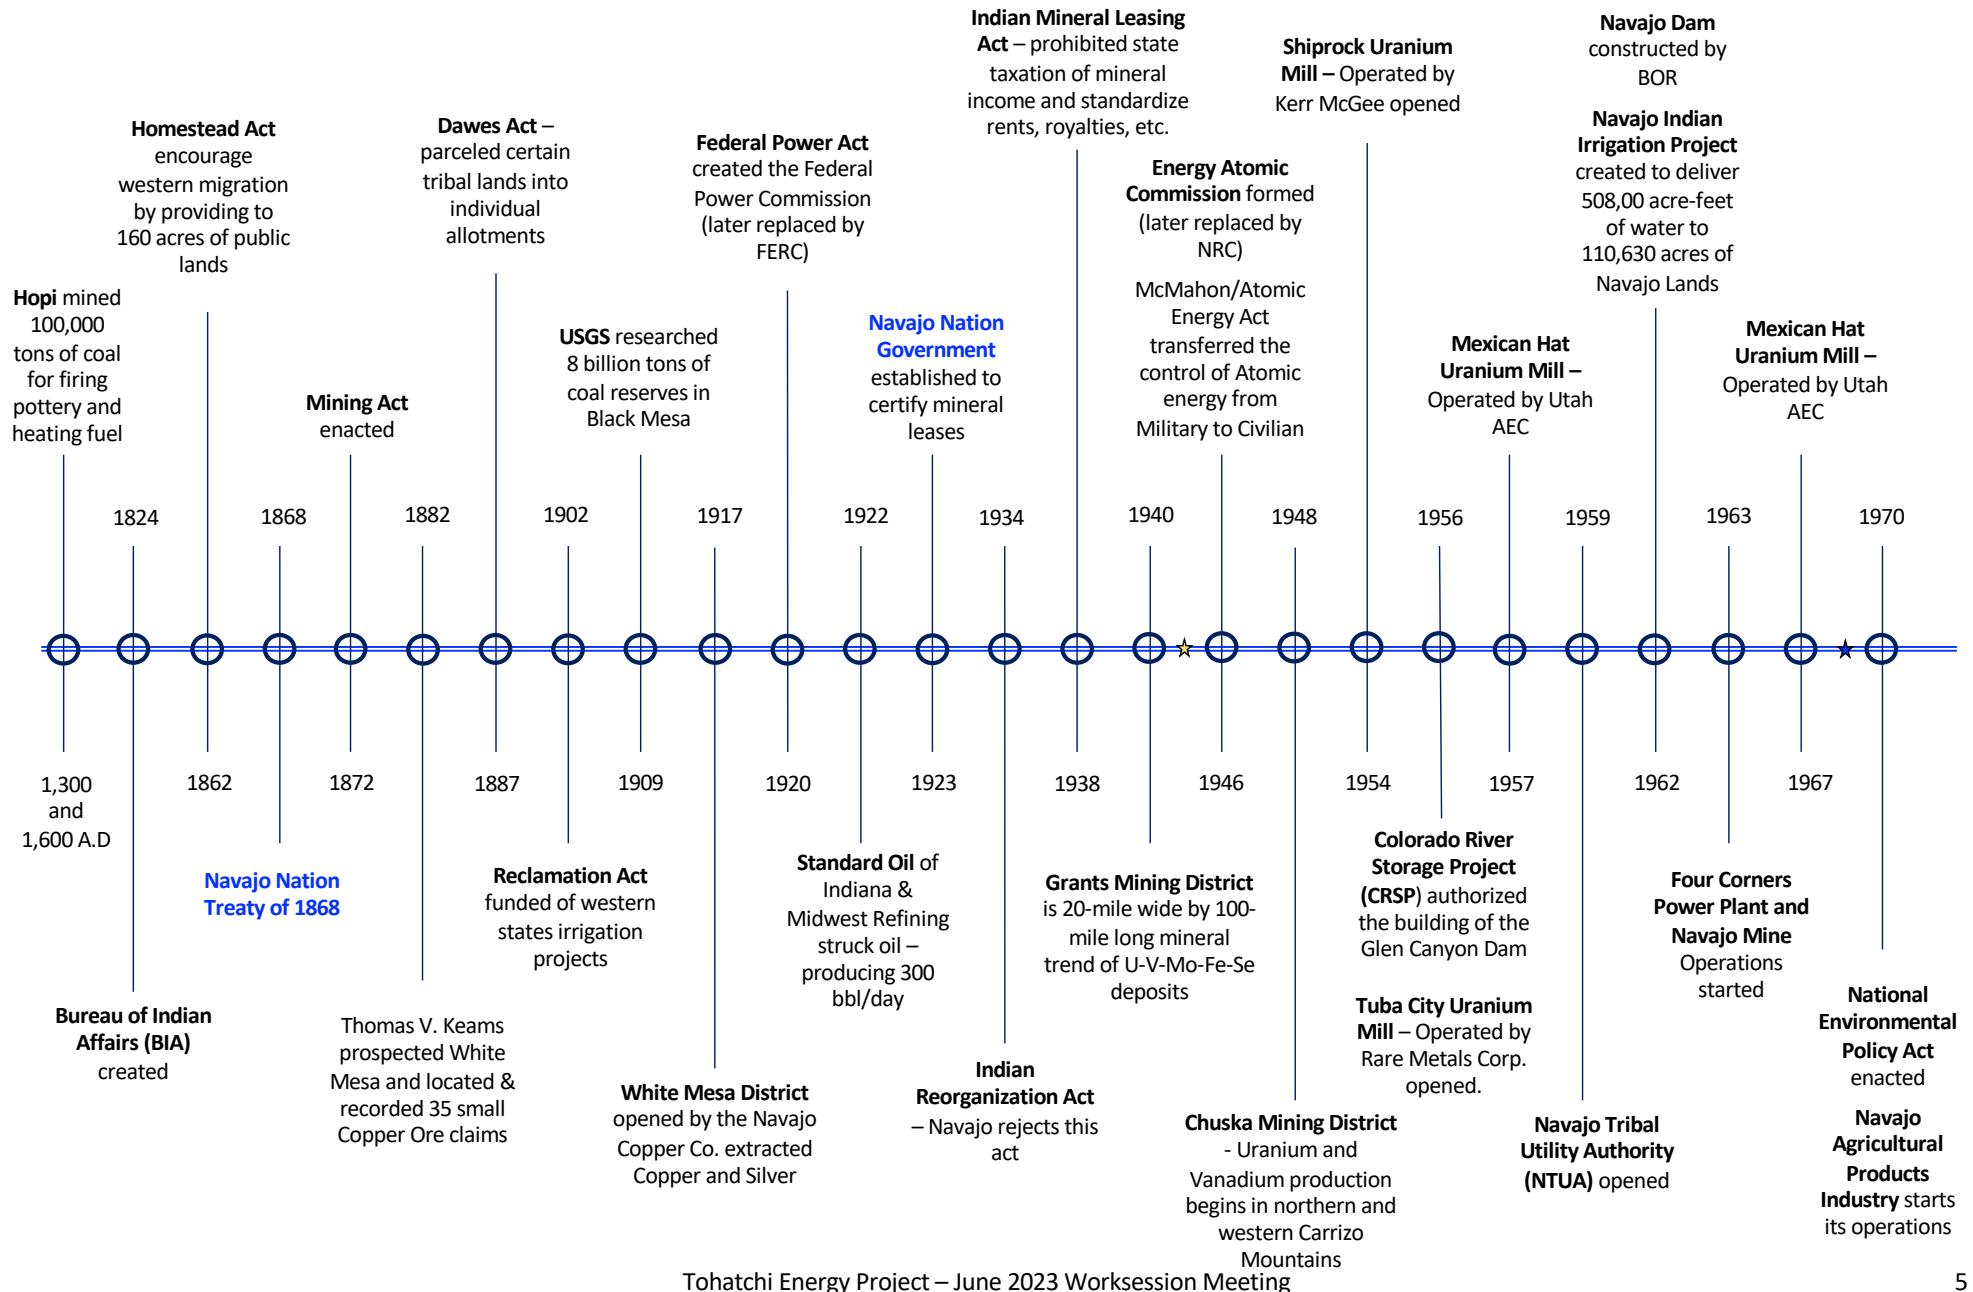 Hopi mined
100,000
tons of coal
for firing
pottery and
heating fuel
1,300
and
1,600 A.D
1824
Bureau of Indian
Affairs (BIA)
created
Homestead Act
encourage
western migration
by providing to
160 acres of public
lands
1862
1868
Navajo Nation
Treaty of 1868
Mining Act
enacted
1872
1882
Thomas V. Keams
prospected White
Mesa and located &
recorded 35 small
Copper Ore claims
Dawes Act –
parceled certain
tribal lands into
individual
allotments
1887
1902
Reclamation Act
funded of western
states irrigation
projects
USGS researched
8 billion tons of
coal reserves in
Black Mesa
1909
1917
White Mesa District
opened by the Navajo
Copper Co. extracted
Copper and Silver
Federal Power Act
created the Federal
Power Commission
(later replaced by
FERC)
1920
1922
Standard Oil of
Indiana &
Midwest Refining
struck oil –
producing 300
bbl/day
Navajo Nation
Government
established to
certify mineral
leases
1923
1934
Indian
Reorganization Act
– Navajo rejects this
act
Indian Mineral Leasing
Act – prohibited state
taxation of mineral
income and standardize
rents, royalties, etc.
1938
1940
Grants Mining District
is 20-mile wide by 100-
mile long mineral
trend of U-V-Mo-Fe-Se
deposits
Energy Atomic
Commission formed
(later replaced by
NRC)
McMahon/Atomic
Energy Act
transferred the
control of Atomic
energy from
Military to Civilian
1946
1948
Chuska Mining District
- Uranium and
Vanadium production
begins in northern and
western Carrizo
Mountains
Shiprock Uranium
Mill – Operated by
Kerr McGee opened
1954
1956
Colorado River
Storage Project
(CRSP) authorized
the building of the
Glen Canyon Dam
Tuba City Uranium
Mill – Operated by
Rare Metals Corp.
opened.
Mexican Hat
Uranium Mill –
Operated by Utah
AEC
1957
1959
Navajo Tribal
Utility Authority
(NTUA) opened
Navajo Dam
constructed by
BOR
Navajo Indian
Irrigation Project
created to deliver
508,00 acre-feet
of water to
110,630 acres of
Navajo Lands
1962
1963
Four Corners
Power Plant and
Navajo Mine
Operations
started
Mexican Hat
Uranium Mill –
Operated by Utah
AEC
1967
1970
National
Environmental
Policy Act
enacted
Navajo
Agricultural
Products
Industry starts
its operations
Tohatchi Energy Project – June 2023 Worksession Meeting
5